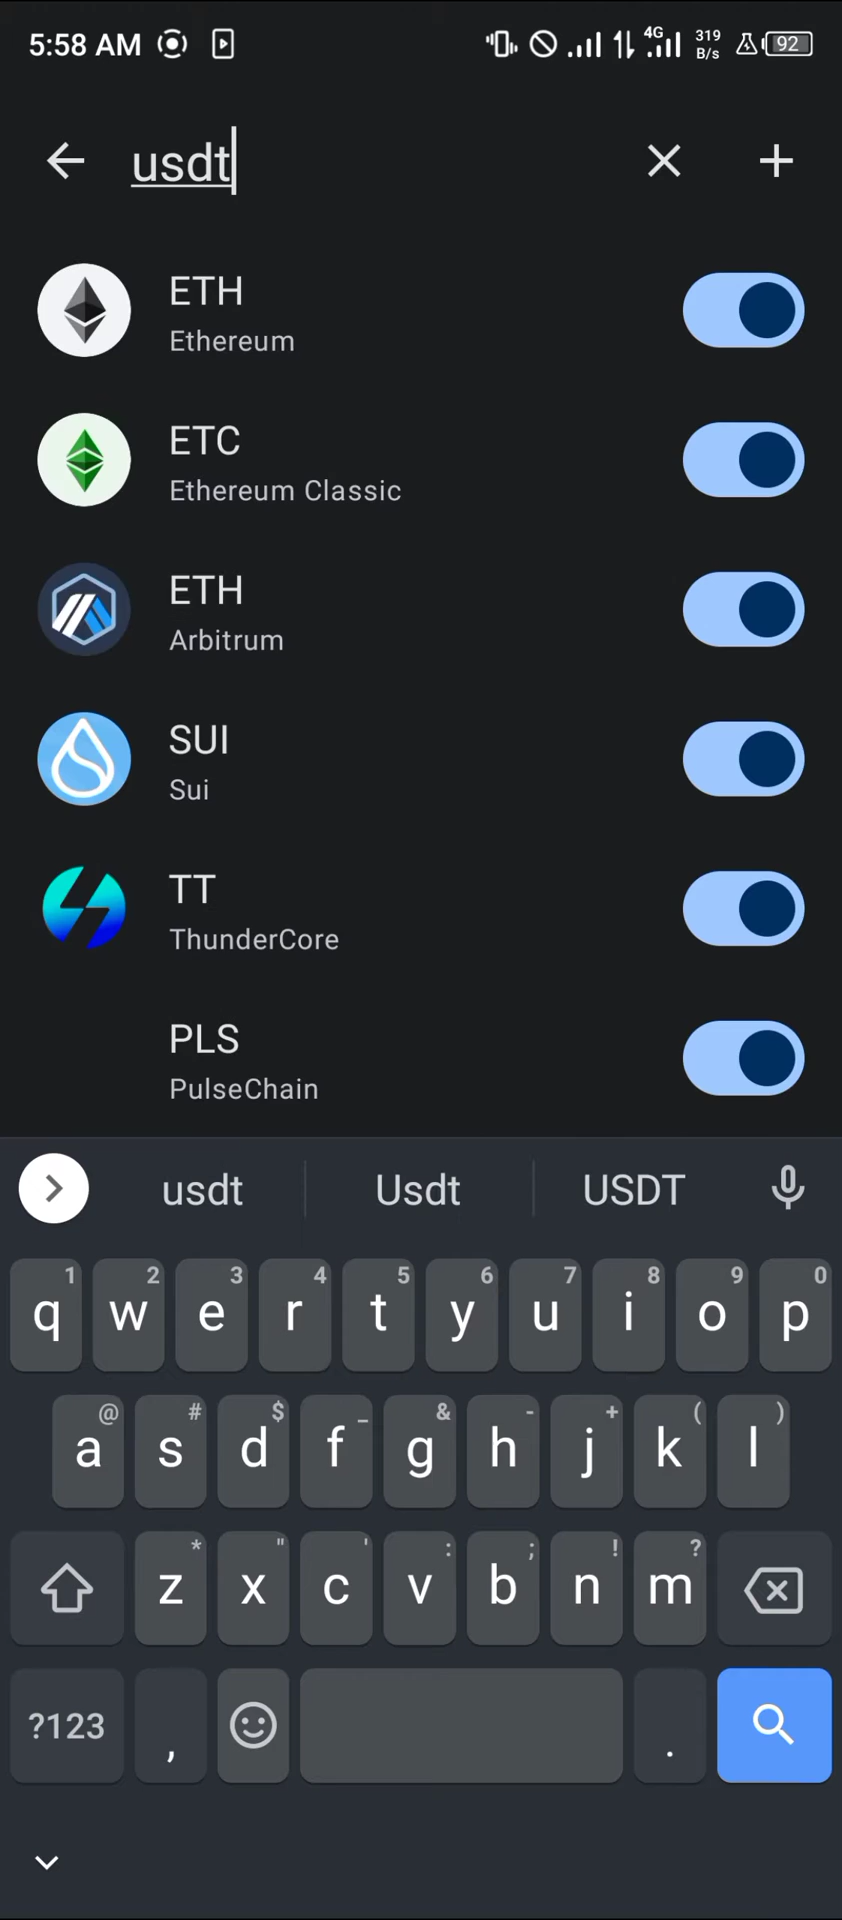 5:58 AM 4G 319 B/s 92
usdt
ETH
Ethereum
ETC
Ethereum Classic
ETH
Arbitrum
SUI
Sui
TT
ThunderCore
PLS
PulseChain
usdt Usdt USDT
1 2 3 4 5 6 7 8 9 0
q w e r t y u i o p
@ # $ _ & - + ( )
a s d f g h j k l
* " ' : ; ! ?
z x c v b n m
?123 , .